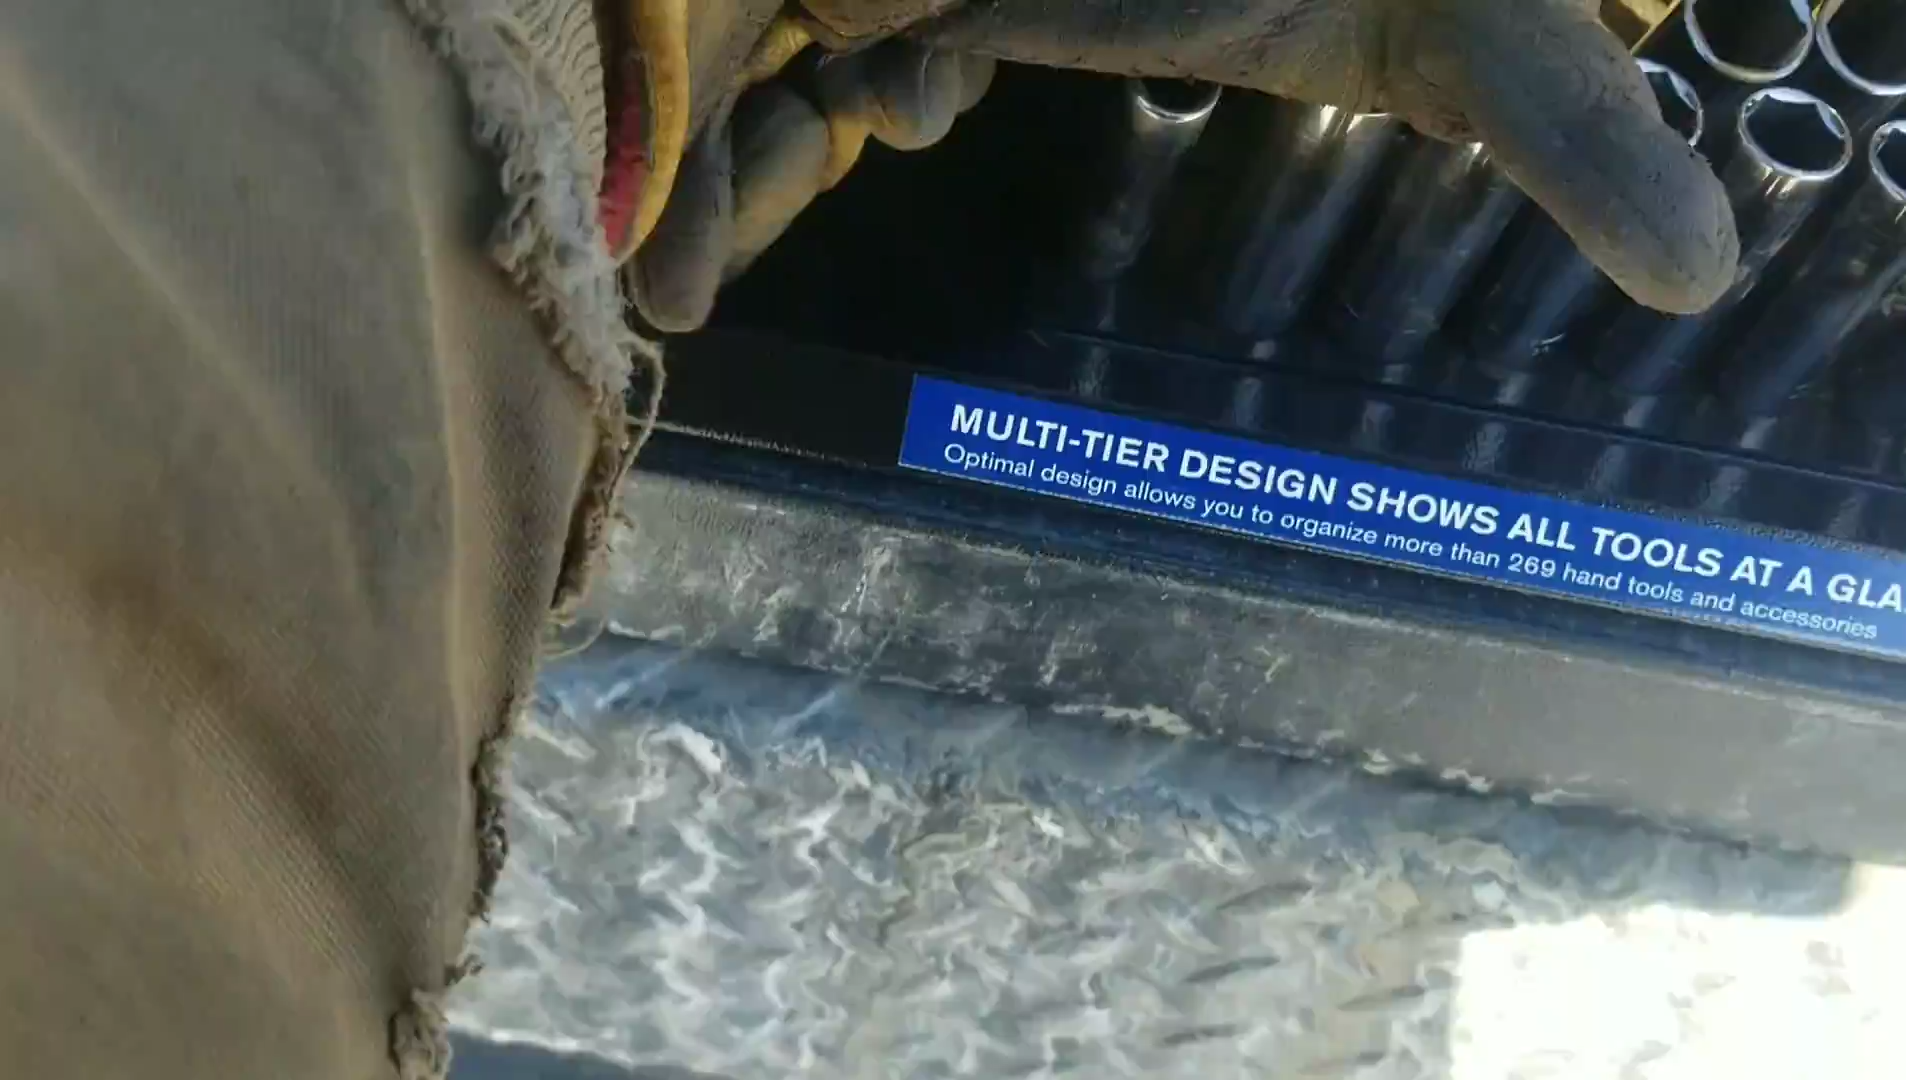 MULTI-TIER DESIGN SHOWS ALL TOOLS AT A GLA
Optimal design allows you to organize more than 269 hand tools and accessories